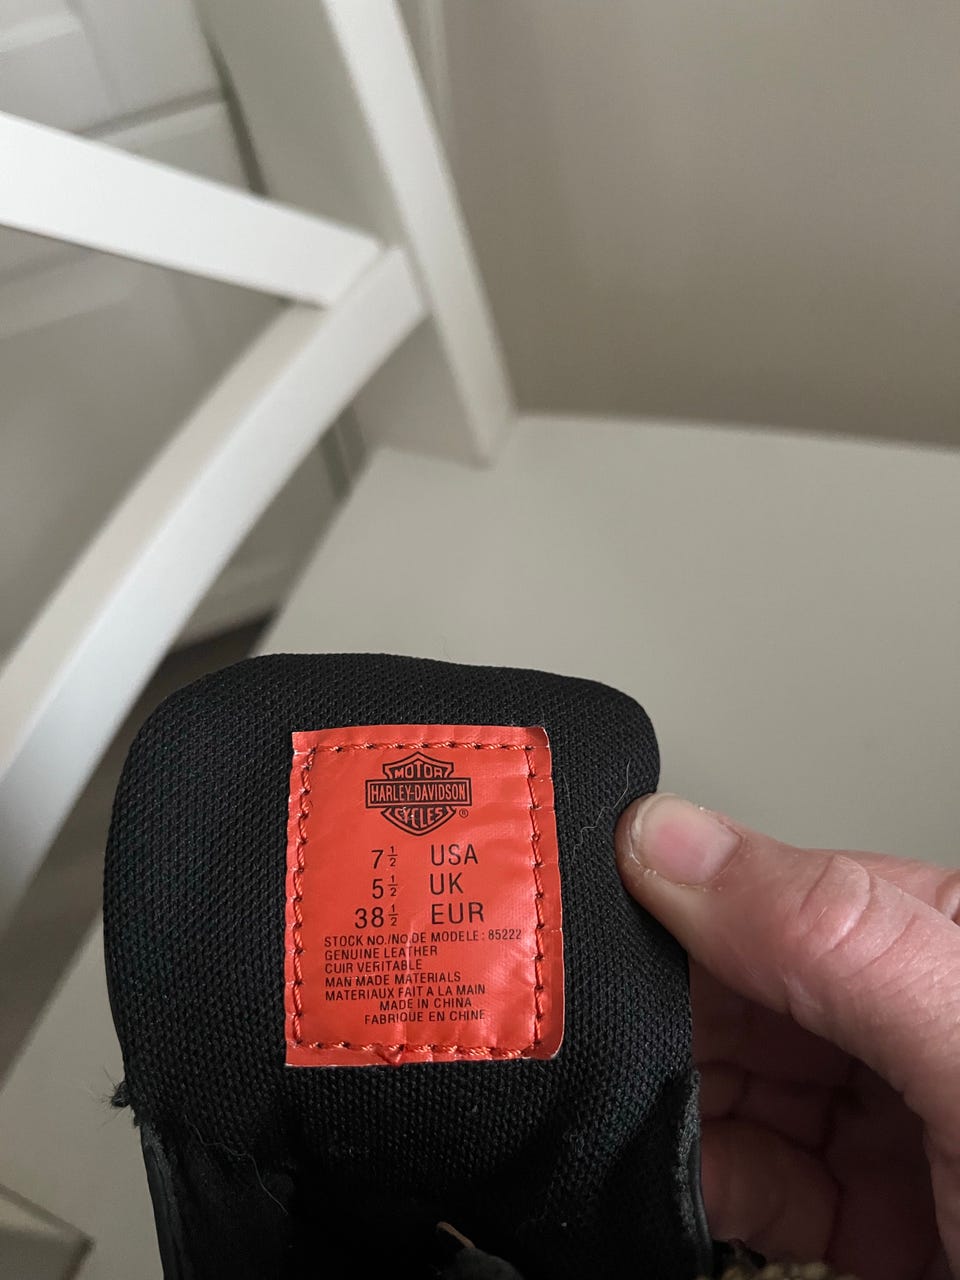 MOTOR
HARLEY-DAVIDSON
CYCLES ®
7½ USA
5½ UK
38½ EUR
STOCK NO./NO.DE MODELE: 85222
GENUINE LEATHER
CUIR VERITABLE
MAN MADE MATERIALS
MATERIAUX FAIT A LA MAIN
MADE IN CHINA
FABRIQUE EN CHINE